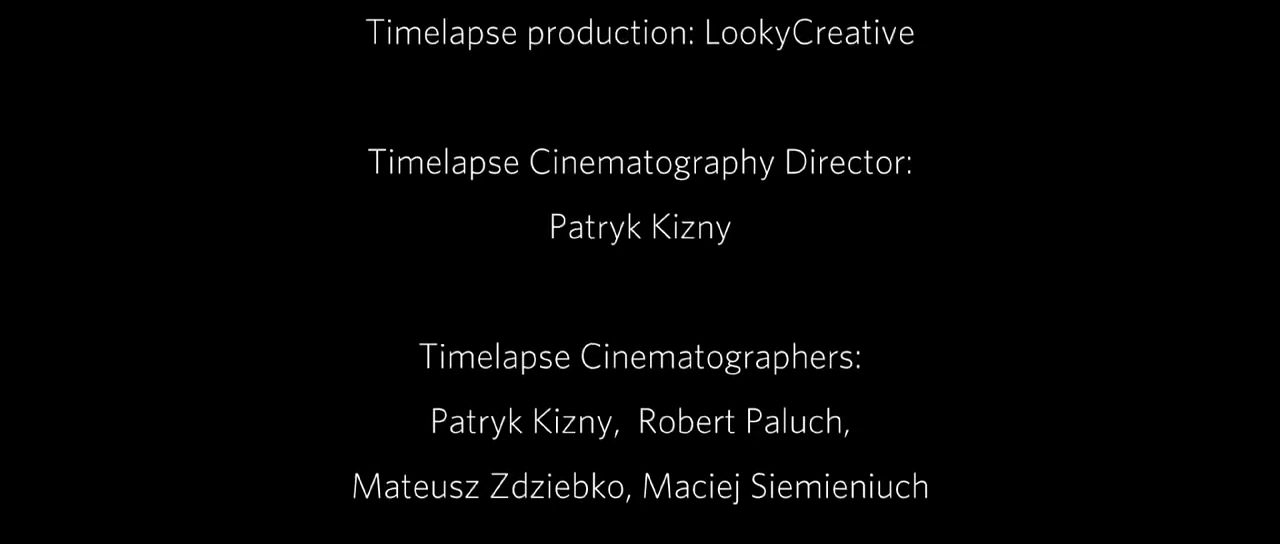 Timelapse production: LookyCreative
Timelapse Cinematography Director:
Patryk Kizny
Timelapse Cinematographers:
Patryk Kizny, Robert Paluch,
Mateusz Zdziebko, Maciej Siemieniuch